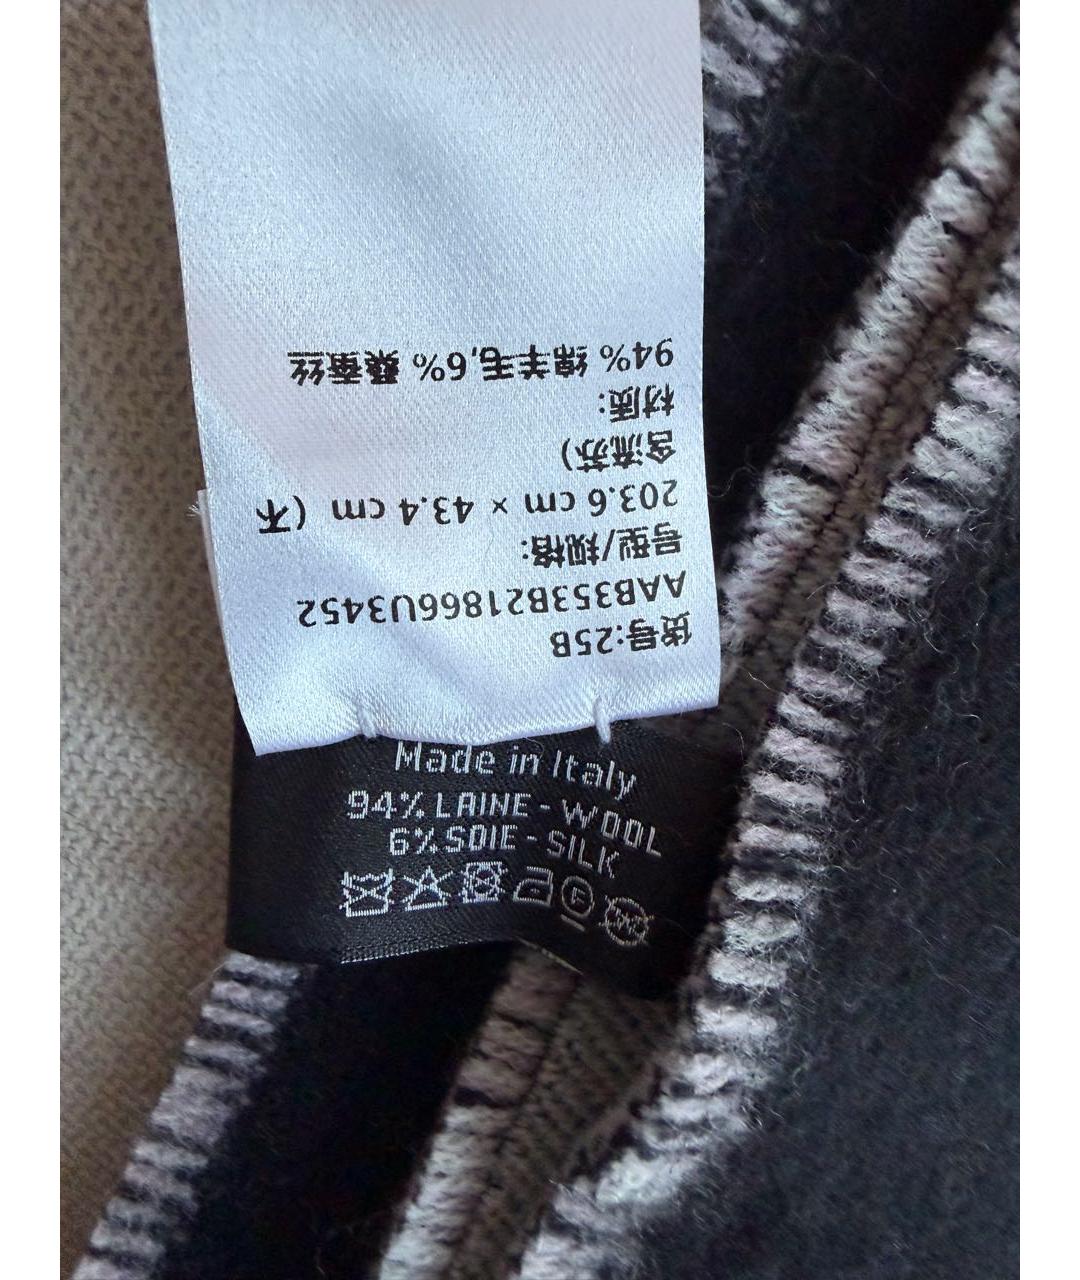 货号:25B
AAB353B21866U3452
号型/规格:
203.6 cm × 43.4 cm (不
含流苏)
材质:
94% 绵羊毛,6% 桑蚕丝
Made in Italy
94% LAINE - WOOL
6% SOIE - SILK